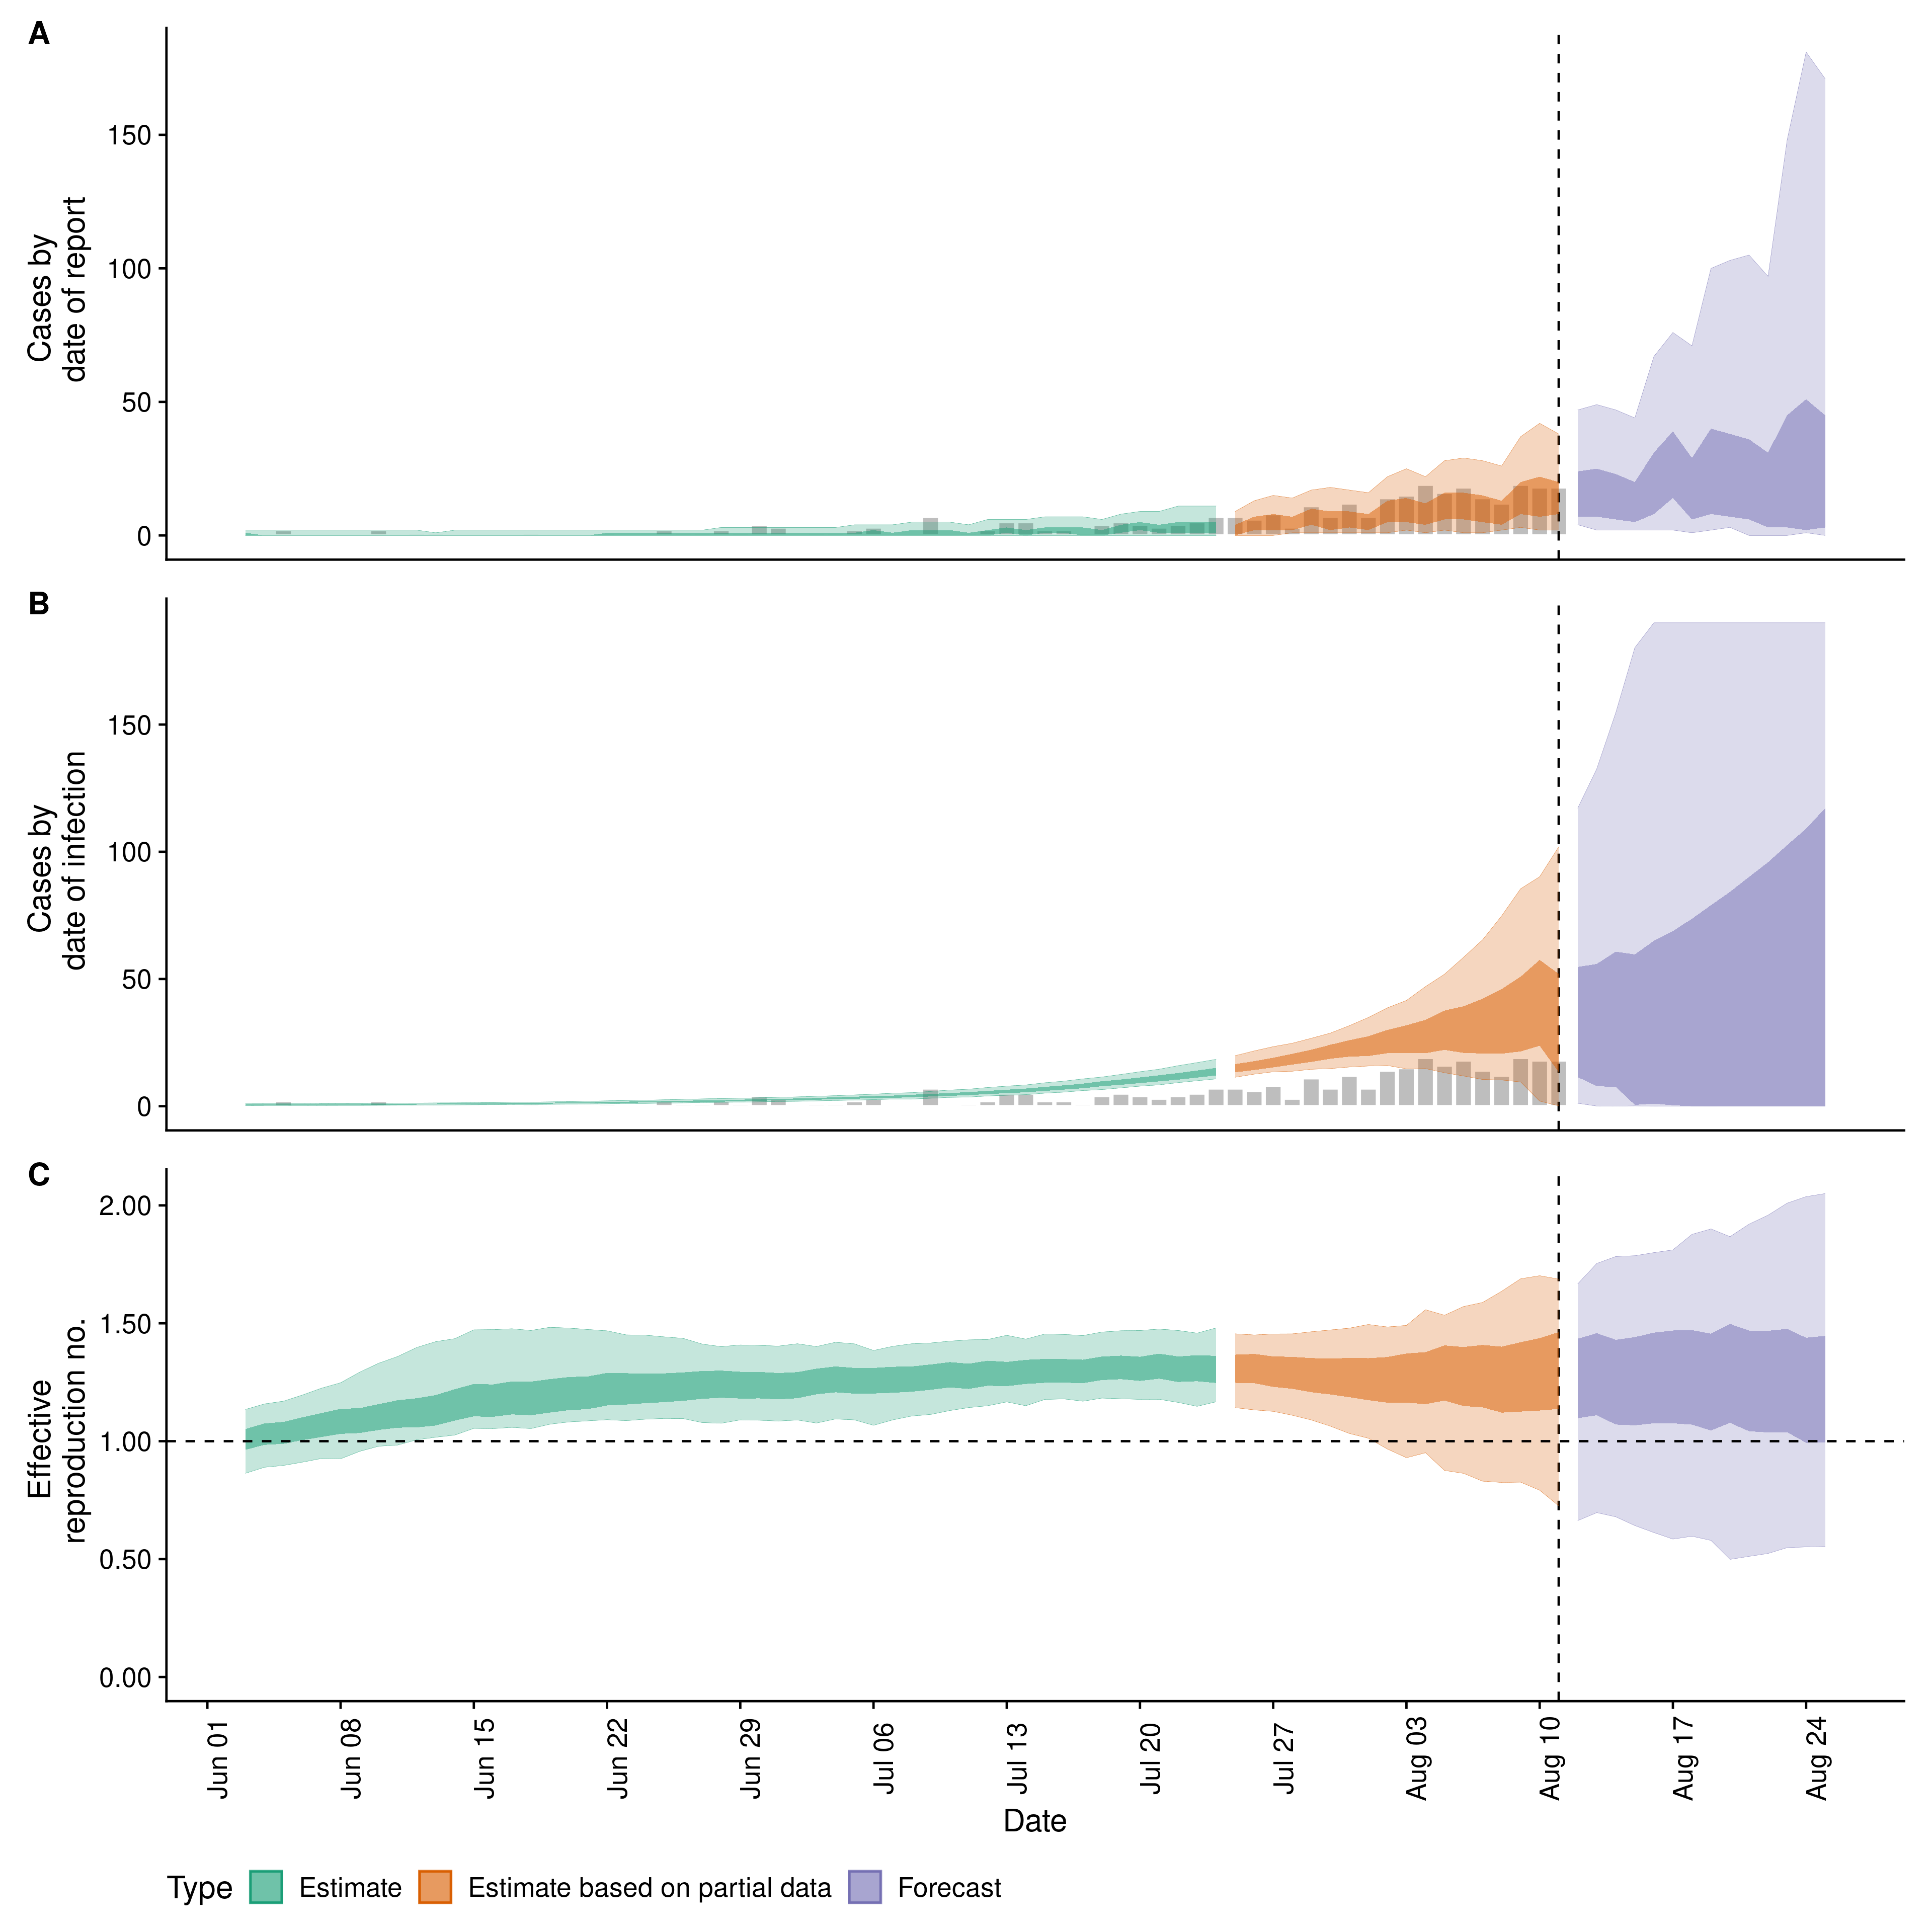 A
Cases by
date of report
150
100
50
0
B
Cases by
date of infection
150
100
50
0
C
Effective
reproduction no.
2.00
1.50
1.00
0.50
0.00
Jun 01
Jun 08
Jun 15
Jun 22
Jun 29
Jul 06
Jul 13
Jul 20
Jul 27
Aug 03
Aug 10
Aug 17
Aug 24
Date
Type Estimate Estimate based on partial data Forecast